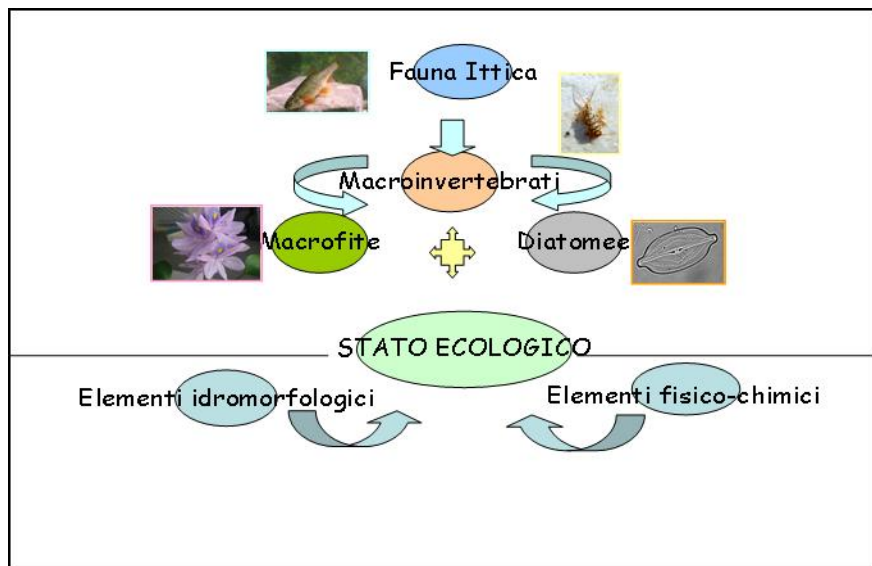 Fauna Ittica
Macroinvertebrati
Macrofite
Diatomee
STATO ECOLOGICO
Elementi idromorfologici
Elementi fisico-chimici